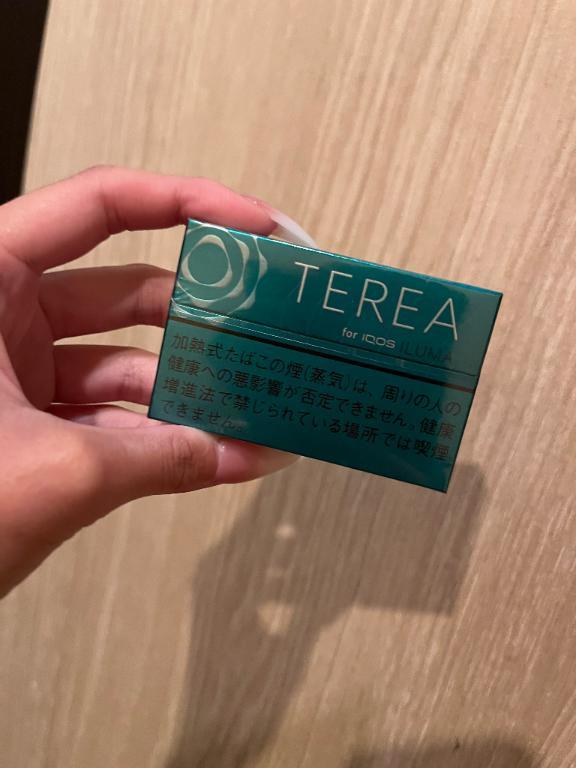 TEREA
for IQOS ILUMA
加熱式たばこの煙(蒸気)は、周りの人の
健康への悪影響が否定できません。健康
増進法で禁じられている場所では喫煙
できません。